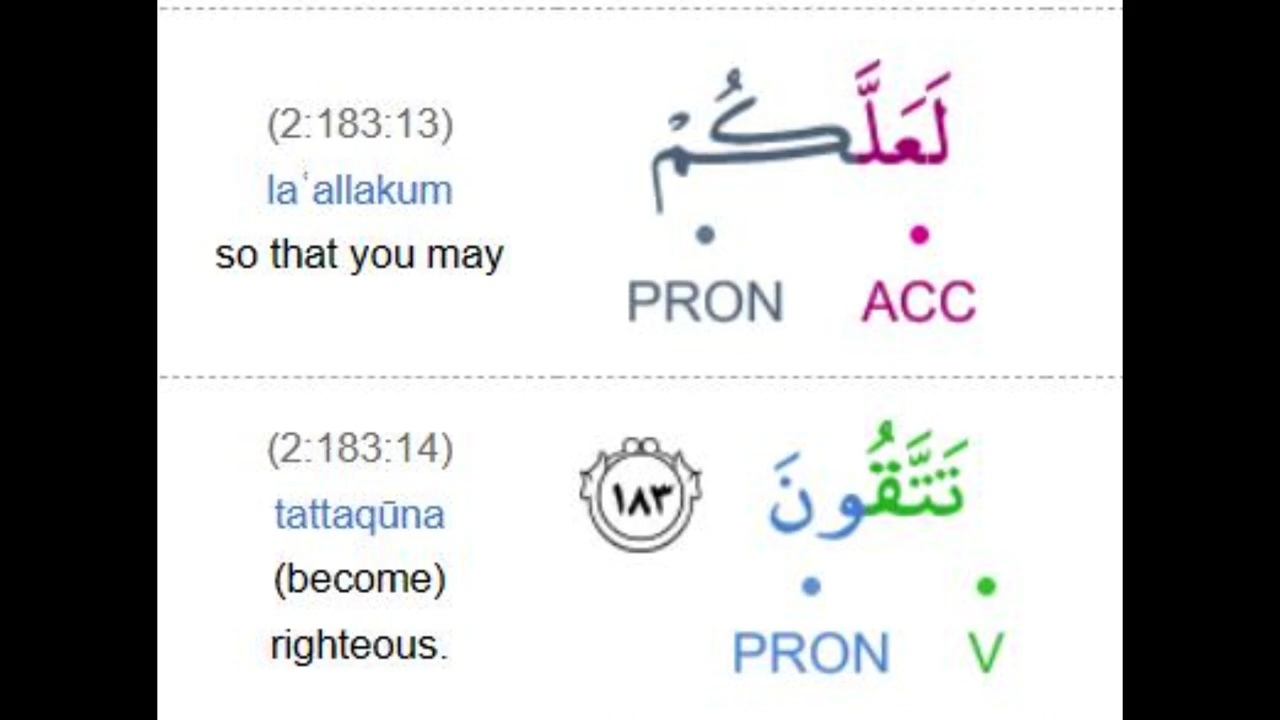 (2:183:13)
laʿallakum
so that you may
لَعَلَّكُمْ
PRON ACC
(2:183:14)
tattaqūna
(become)
righteous.
تَتَّقُونَ ١٨٣
PRON V